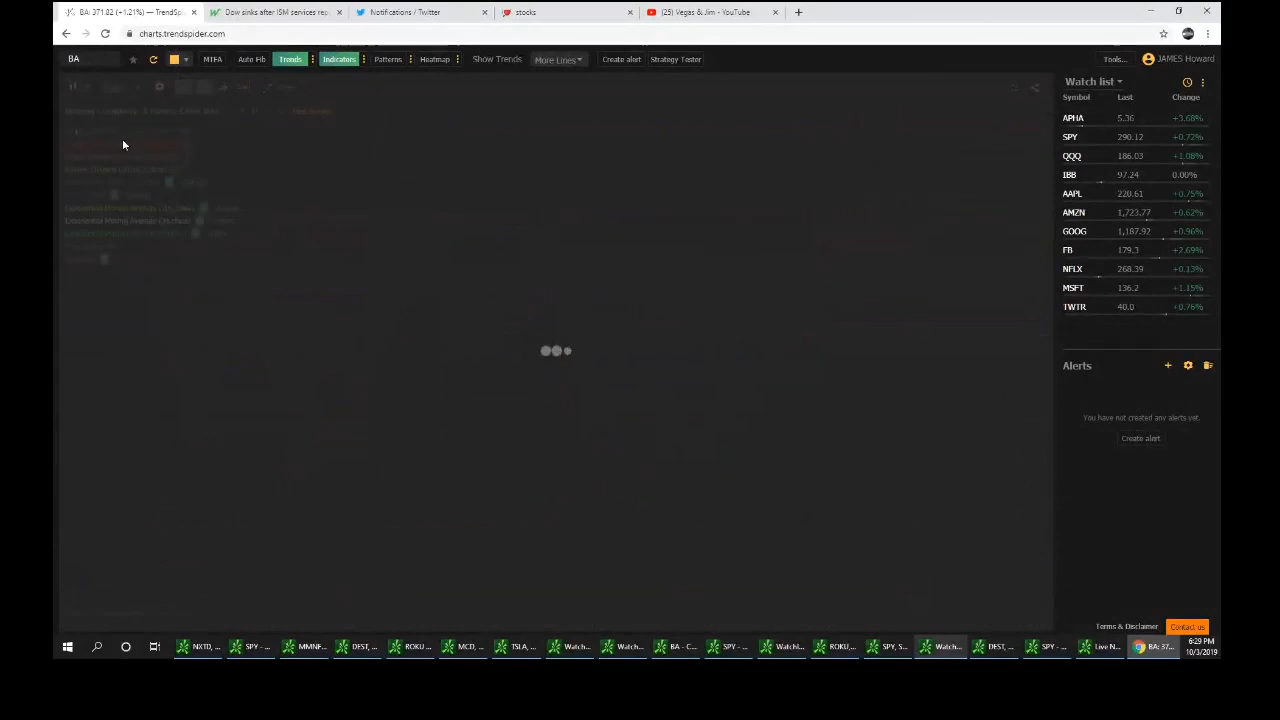 BA: 371.82 (+1.21%) — TrendSpi
Dow sinks after ISM services rep
Notifications / Twitter
stocks
(25) Vegas & Jim - YouTube
charts.trendspider.com
BA
MTFA
Auto Fib
Trends
Indicators
Patterns
Heatmap
Show Trends
More Lines
Create alert
Strategy Tester
Tools...
JAMES Howard
Watch list
Symbol Last Change
APHA 5.36 +3.68%
SPY 290.12 +0.72%
QQQ 186.03 +1.08%
IBB 97.24 0.00%
AAPL 220.61 +0.75%
AMZN 1,723.77 +0.62%
GOOG 1,187.92 +0.96%
FB 179.3 +2.69%
NFLX 268.39 +0.13%
MSFT 136.2 +1.15%
TWTR 40.0 +0.76%
Alerts
You have not created any alerts yet.
Create alert
Terms & Disclaimer
Contact us
NXTD, ...
SPY - ...
MMNF...
DEST, ...
ROKU ...
MCD, ...
TSLA, ...
Watch...
Watch...
BA - C...
SPY - ...
Watchl...
ROKU,...
SPY, S...
Watch...
DEST, ...
SPY - ...
Live N...
BA: 37...
6:29 PM
10/3/2019